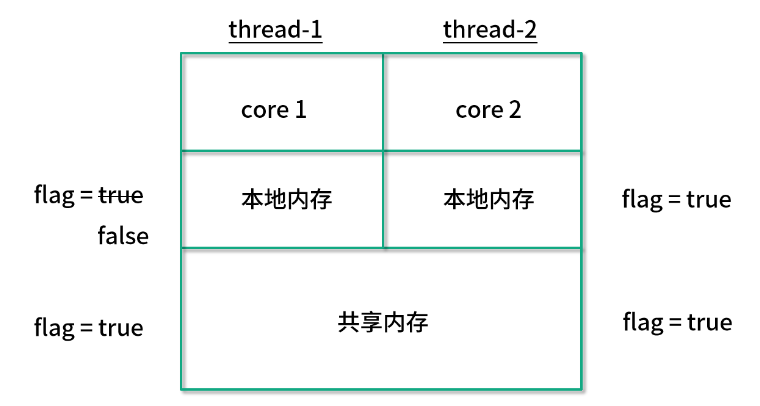 thread-1 thread-2
core 1 core 2
flag = true 本地内存 本地内存 flag = true
false
flag = true 共享内存 flag = true